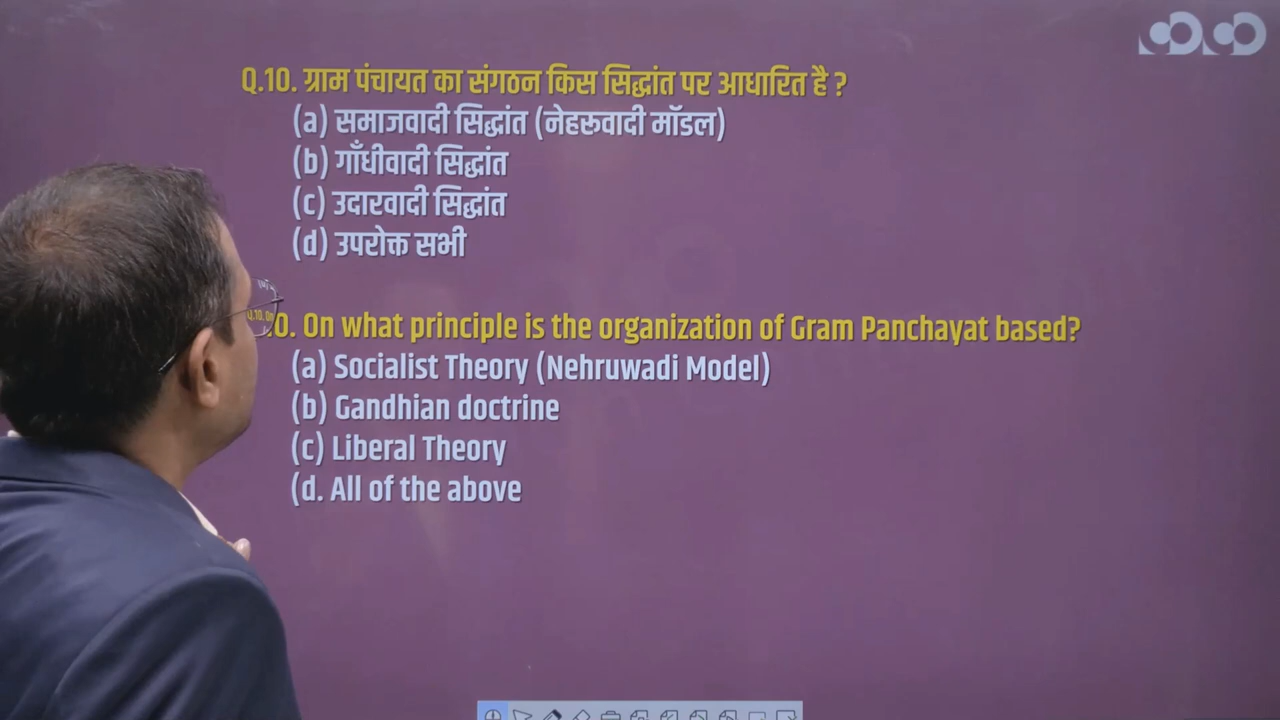 Q.10. ग्राम पंचायत का संगठन किस सिद्धांत पर आधारित है ?
(a) समाजवादी सिद्धांत (नेहरूवादी मॉडल)
(b) गाँधीवादी सिद्धांत
(c) उदारवादी सिद्धांत
(d) उपरोक्त सभी
0. On what principle is the organization of Gram Panchayat based?
(a) Socialist Theory (Nehruwadi Model)
(b) Gandhian doctrine
(c) Liberal Theory
(d. All of the above